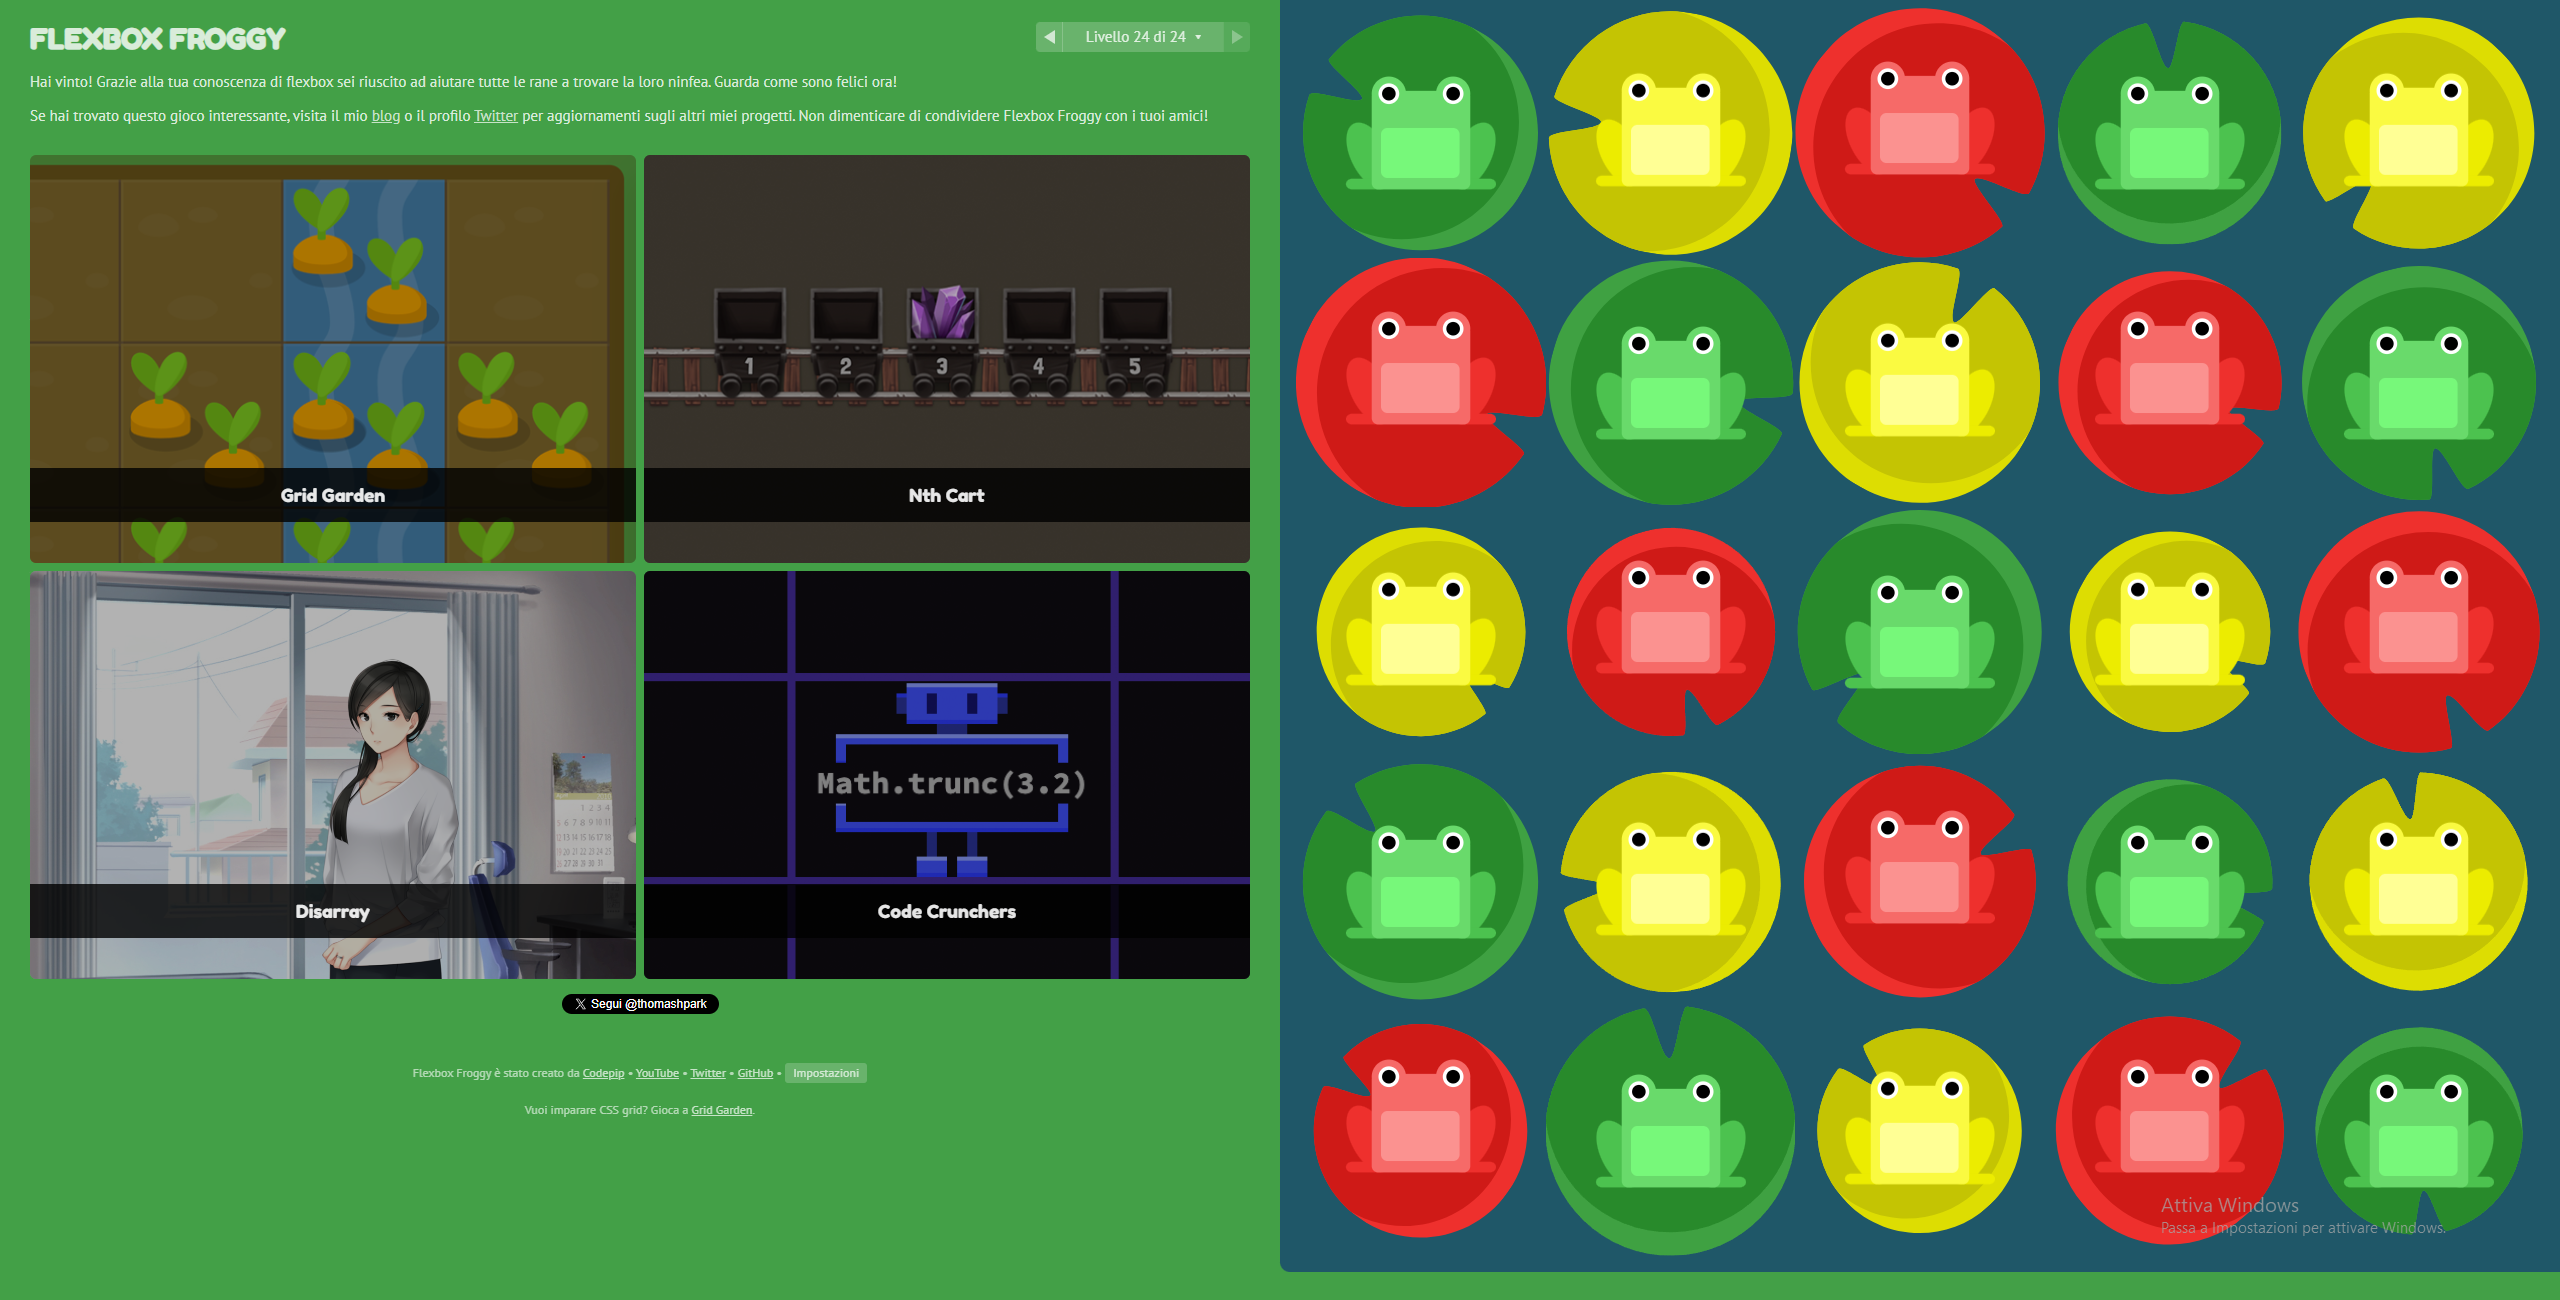 FLEXBOX FROGGY
Livello 24 di 24
Hai vinto! Grazie alla tua conoscenza di flexbox sei riuscito ad aiutare tutte le rane a trovare la loro ninfea. Guarda come sono felici ora!
Se hai trovato questo gioco interessante, visita il mio blog o il profilo Twitter per aggiornamenti sugli altri miei progetti. Non dimenticare di condividere Flexbox Froggy con i tuoi amici!
Grid Garden
1 2 3 4 5
Nth Cart
Disarray
Math.trunc(3.2)
Code Crunchers
Segui @thomashpark
Flexbox Froggy è stato creato da Codepip • YouTube • Twitter • GitHub • Impostazioni
Vuoi imparare CSS grid? Gioca a Grid Garden.
Attiva Windows
Passa a Impostazioni per attivare Windows.